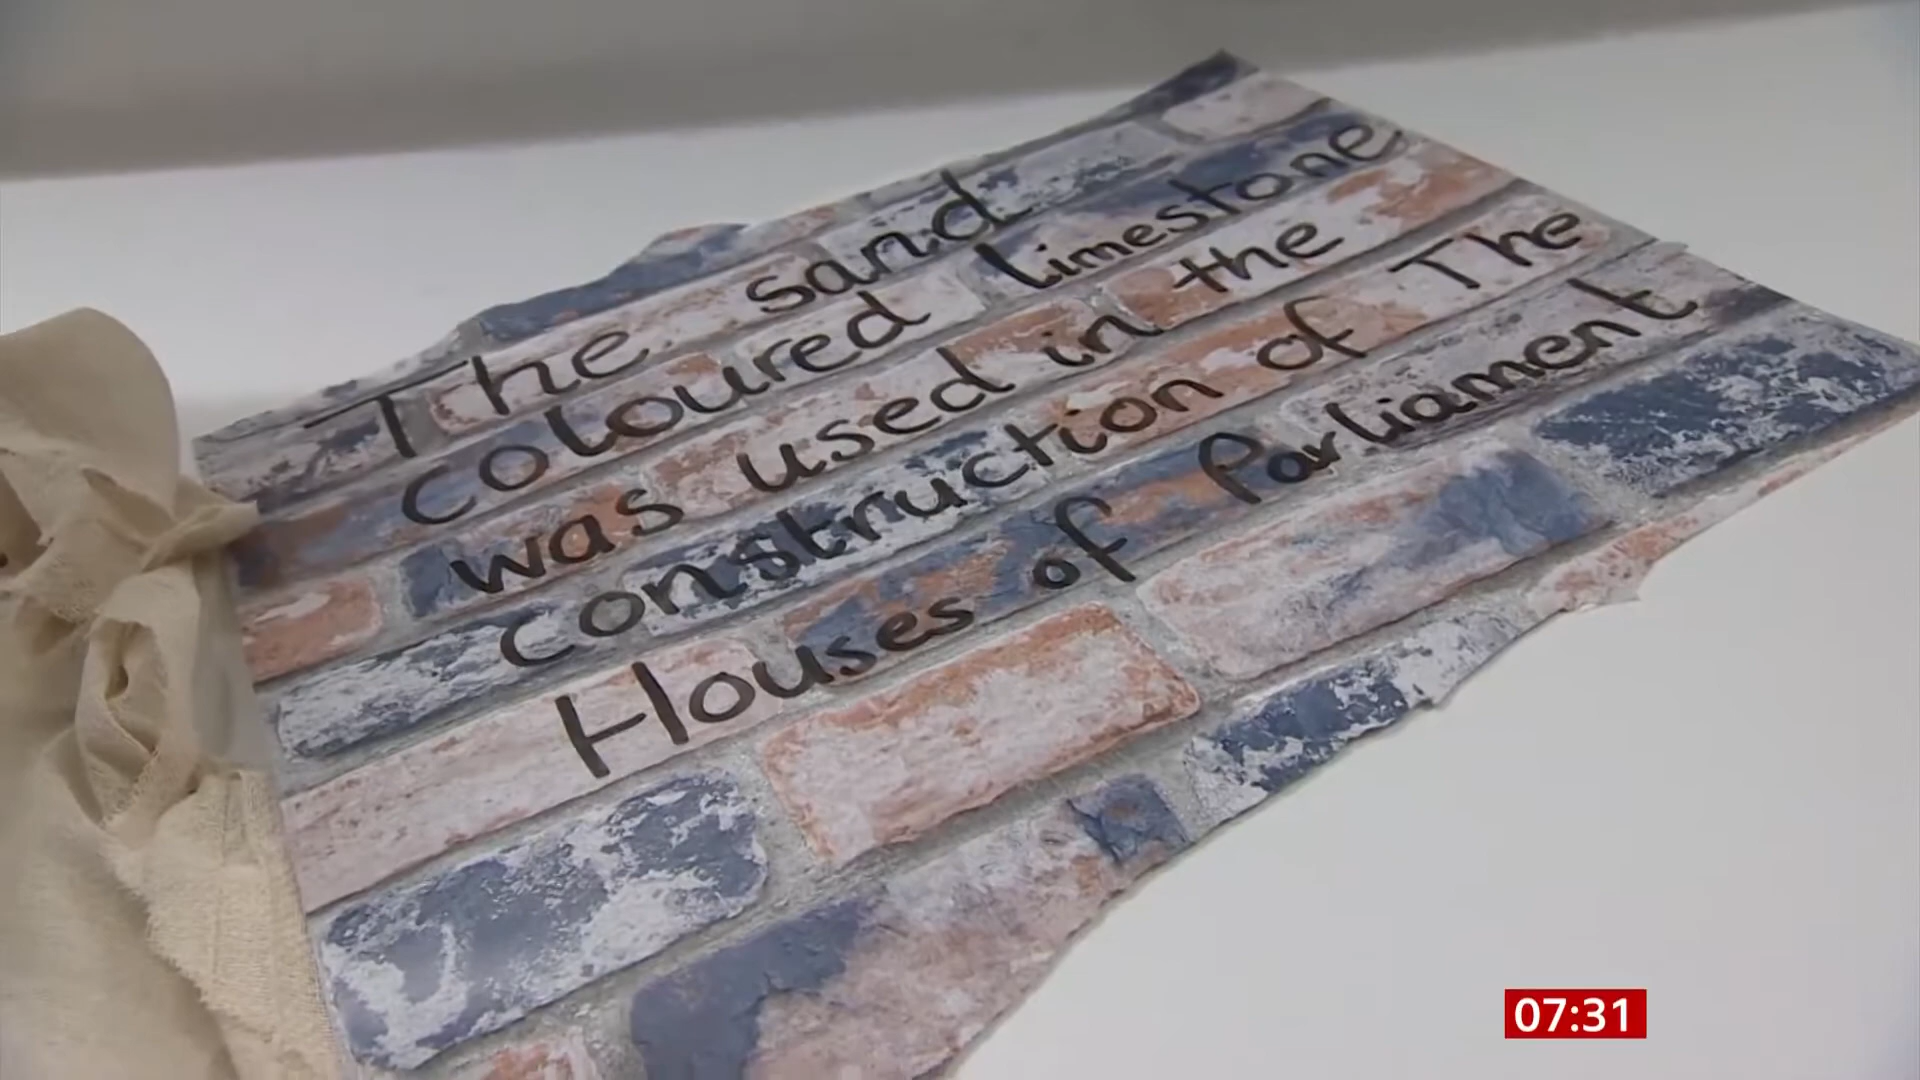 The sand
coloured limestone
was used in the
construction of The
Houses of Parliament
07:31